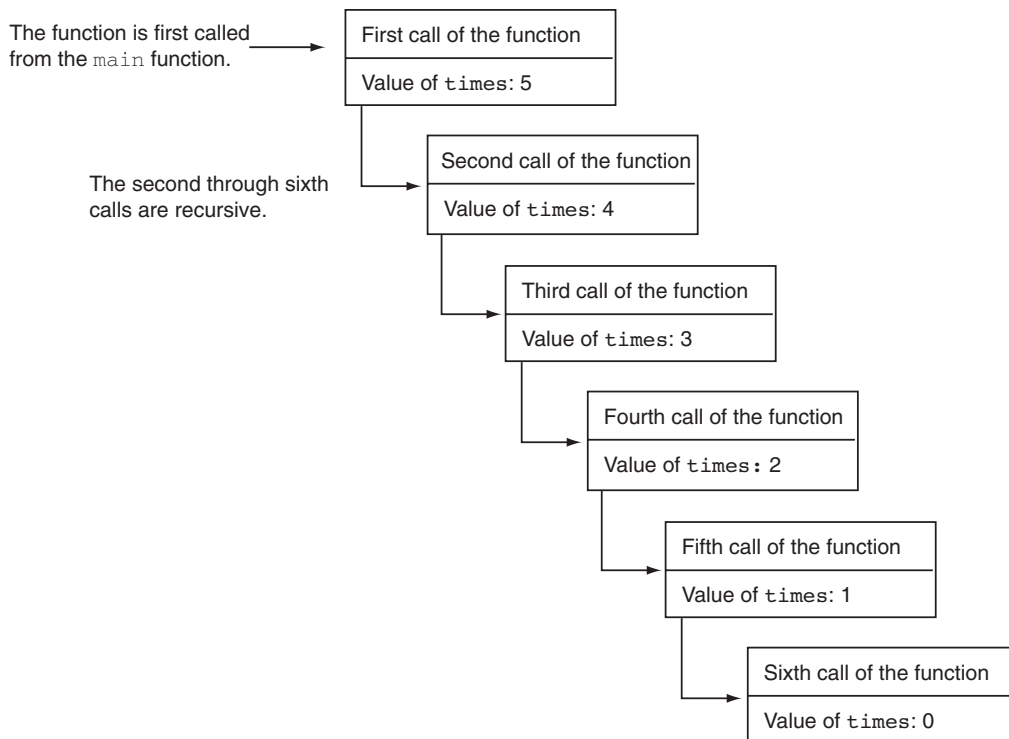 The function is first called
from the main function.
First call of the function
Value of times: 5
The second through sixth
calls are recursive.
Second call of the function
Value of times: 4
Third call of the function
Value of times: 3
Fourth call of the function
Value of times: 2
Fifth call of the function
Value of times: 1
Sixth call of the function
Value of times: 0